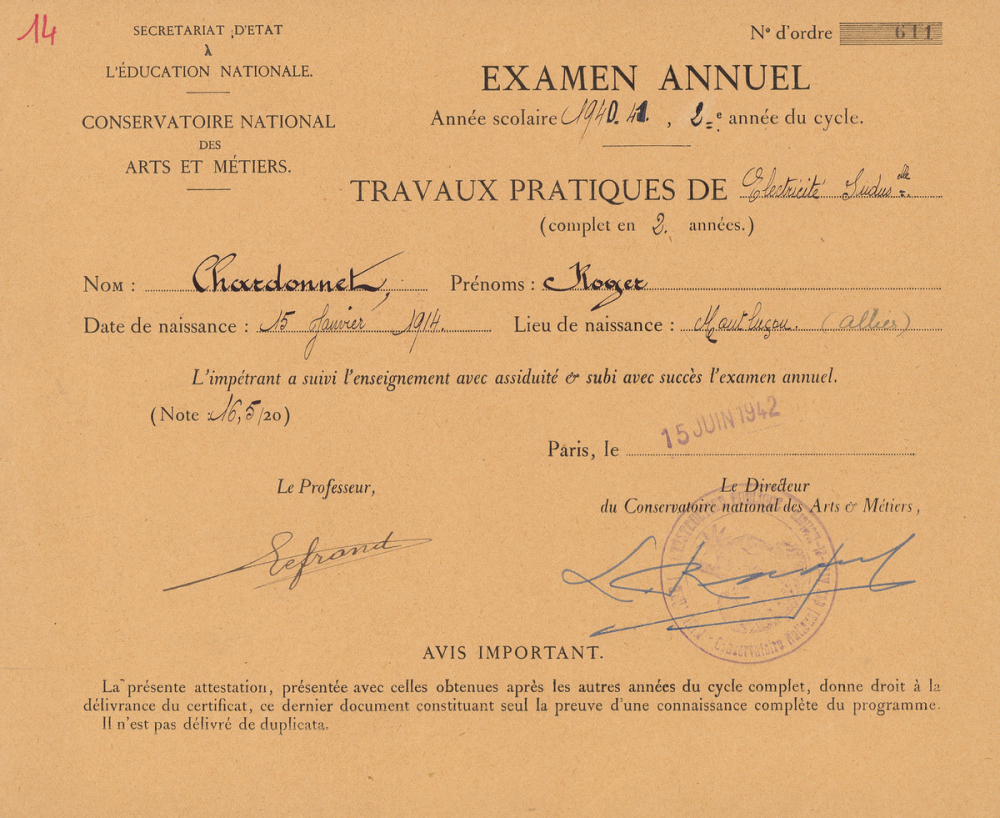 14
SECRETARIAT D'ETAT
À
L'ÉDUCATION NATIONALE.
CONSERVATOIRE NATIONAL
DES
ARTS ET MÉTIERS.
N° d'ordre 611
EXAMEN ANNUEL
Année scolaire 1940.41. , 2e année du cycle.
TRAVAUX PRATIQUES DE Electricité Indus elle
(complet en 2. années.)
NOM : Chardonnet, Prénoms : Roger
Date de naissance : 15 Janvier 1914. Lieu de naissance : Montluçon. (Allier)
L'impétrant a suivi l'enseignement avec assiduité & subi avec succès l'examen annuel.
(Note : 16,5/20)
Paris, le 15 JUIN 1942
Le Professeur,
Le Directeur
du Conservatoire national des Arts & Métiers,
Lefrand
Conservatoire National
AVIS IMPORTANT.
La présente attestation, présentée avec celles obtenues après les autres années du cycle complet, donne droit à la
délivrance du certificat, ce dernier document constituant seul la preuve d'une connaissance complète du programme.
Il n'est pas délivré de duplicata.